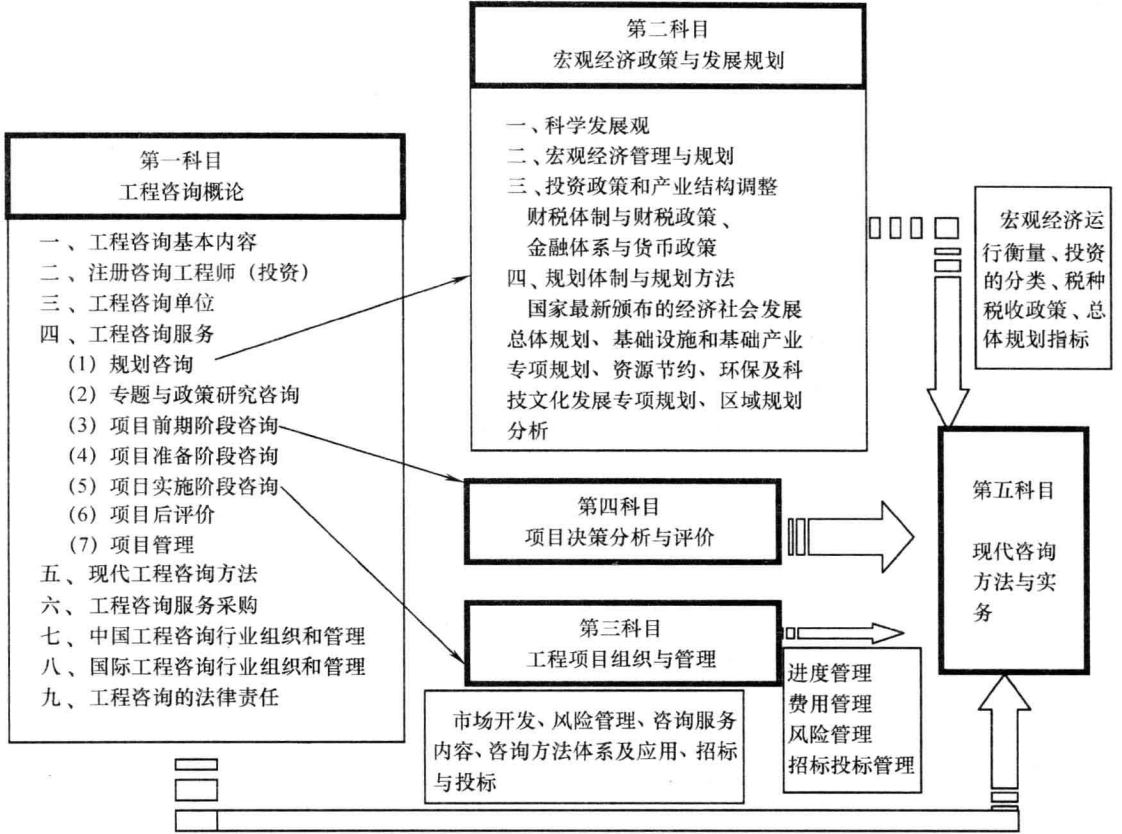 第一科目
工程咨询概论
一、工程咨询基本内容
二、注册咨询工程师（投资）
三、工程咨询单位
四、工程咨询服务
(1) 规划咨询
(2) 专题与政策研究咨询
(3) 项目前期阶段咨询
(4) 项目准备阶段咨询
(5) 项日实施阶段咨询
(6) 项目后评价
(7) 项目管理
五、现代工程咨询方法
六、工程咨询服务采购
七、中国工程咨询行业组织和管理
八、国际工程咨询行业组织和管理
九、工程咨询的法律责任
第二科目
宏观经济政策与发展规划
一、科学发展观
二、宏观经济管理与规划
三、投资政策和产业结构调整
财税体制与财税政策、
金融体系与货币政策
四、规划体制与规划方法
国家最新颁布的经济社会发展
总体规划、基础设施和基础产业
专项规划、资源节约、环保及科
技文化发展专项规划、区域规划
分析
第四科目
项目决策分析与评价
第三科目
工程项目组织与管理
市场开发、风险管理、咨询服务
内容、咨询方法体系及应用、招标
与投标
进度管理
费用管理
风险管理
招标投标管理
宏观经济运
行衡量、投资
的分类、税种
税收政策、总
体规划指标
第五科目
现代咨询
方法与实
务